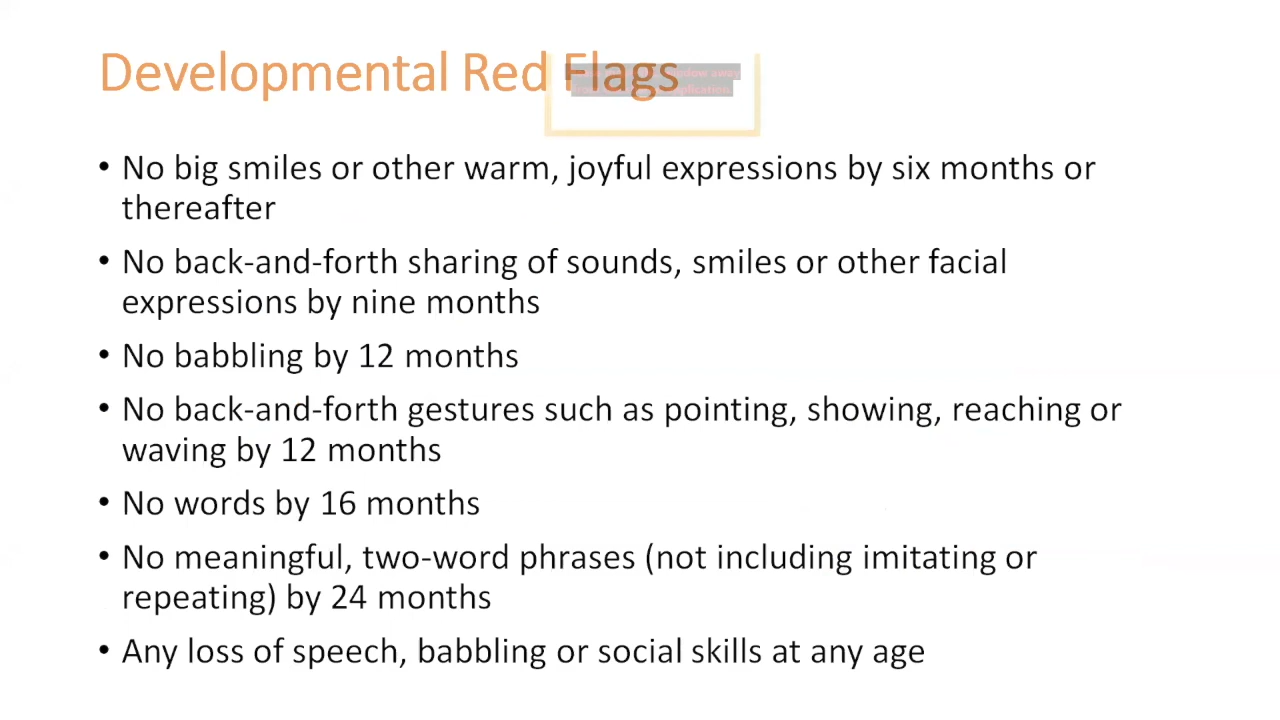 Developmental Red Flags
• No big smiles or other warm, joyful expressions by six months or
thereafter
• No back-and-forth sharing of sounds, smiles or other facial
expressions by nine months
• No babbling by 12 months
• No back-and-forth gestures such as pointing, showing, reaching or
waving by 12 months
• No words by 16 months
• No meaningful, two-word phrases (not including imitating or
repeating) by 24 months
• Any loss of speech, babbling or social skills at any age